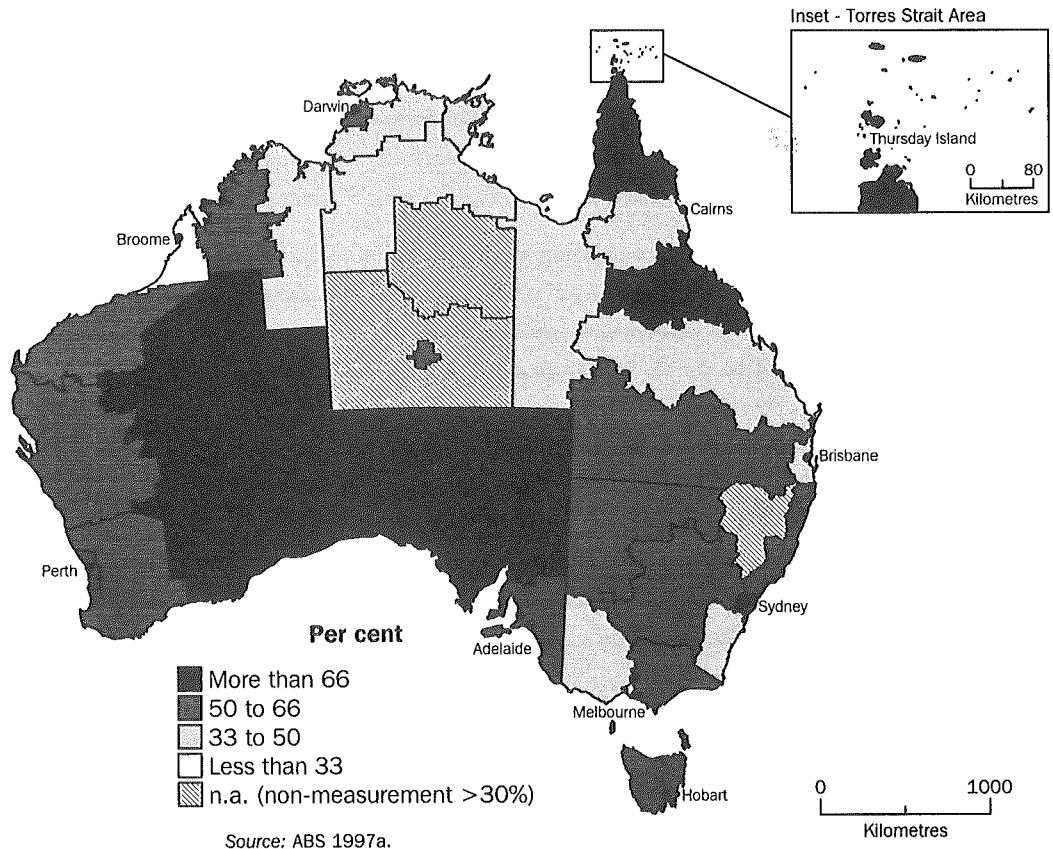 Inset - Torres Strait Area
Thursday Island
0 80
Kilometres
Darwin
Cairns
Broome
Brisbane
Perth
Sydney
Adelaide
Melbourne
Hobart
Per cent
More than 66
50 to 66
33 to 50
Less than 33
n.a. (non-measurement >30%)
Source: ABS 1997a.
0 1000
Kilometres